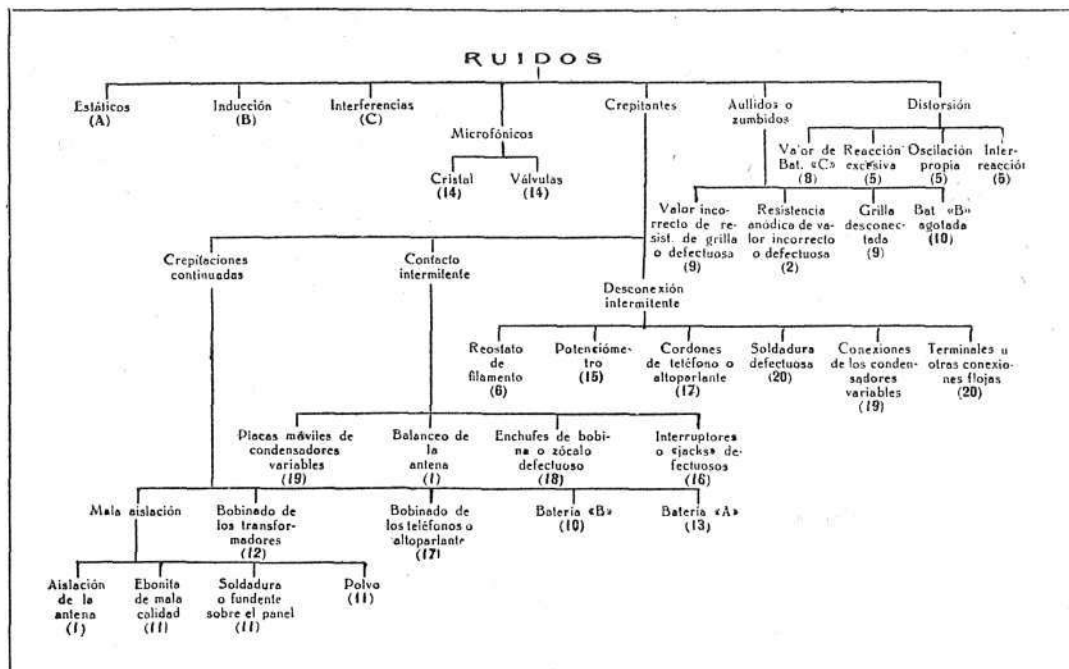 RUIDOS
Estáticos
(A)
Inducción
(B)
Interferencias
(C)
Microfónicos
Cristal
(14)
Válvulas
(14)
Crepitantes
Aullidos o
zumbidos
Distorsión
Valor de
Bat. «C»
(8)
Reacción
excesiva
(5)
Oscilación
propia
(5)
Inter-
reacción
(5)
Valor inco-
rrecto de re-
sist. de grilla
o defectuosa
(9)
Resistencia
anódica de va-
lor incorrecto
o defectuosa
(2)
Grilla
desconec-
tada
(9)
Bat «B»
agotada
(10)
Crepitaciones
continuadas
Contacto
intermitente
Desconexión
intermitente
Reostato
de
filamento
(6)
Potencióme-
tro
(15)
Cordones
de teléfono o
altoparlante
(17)
Soldadura
defectuosa
(20)
Conexiones
de los conden-
sadores
variables
(19)
Terminales u
otras conexio-
nes flojas
(20)
Placas móviles de
condensadores
variables
(19)
Balanceo de
la
antena
(1)
Enchufes de bobi-
na o zócalo
defectuoso
(18)
Interruptores
o «jacks» de-
fectuosos
(16)
Mala aislación
Bobinado de
los transfor-
madores
(12)
Bobinado de
los teléfonos o
altoparlante
(17)
Batería «B»
(10)
Batería «A»
(13)
Aislación
de la
antena
(1)
Ebonita
de mala
calidad
(11)
Soldadura
o fundente
sobre el panel
(11)
Polvo
(11)